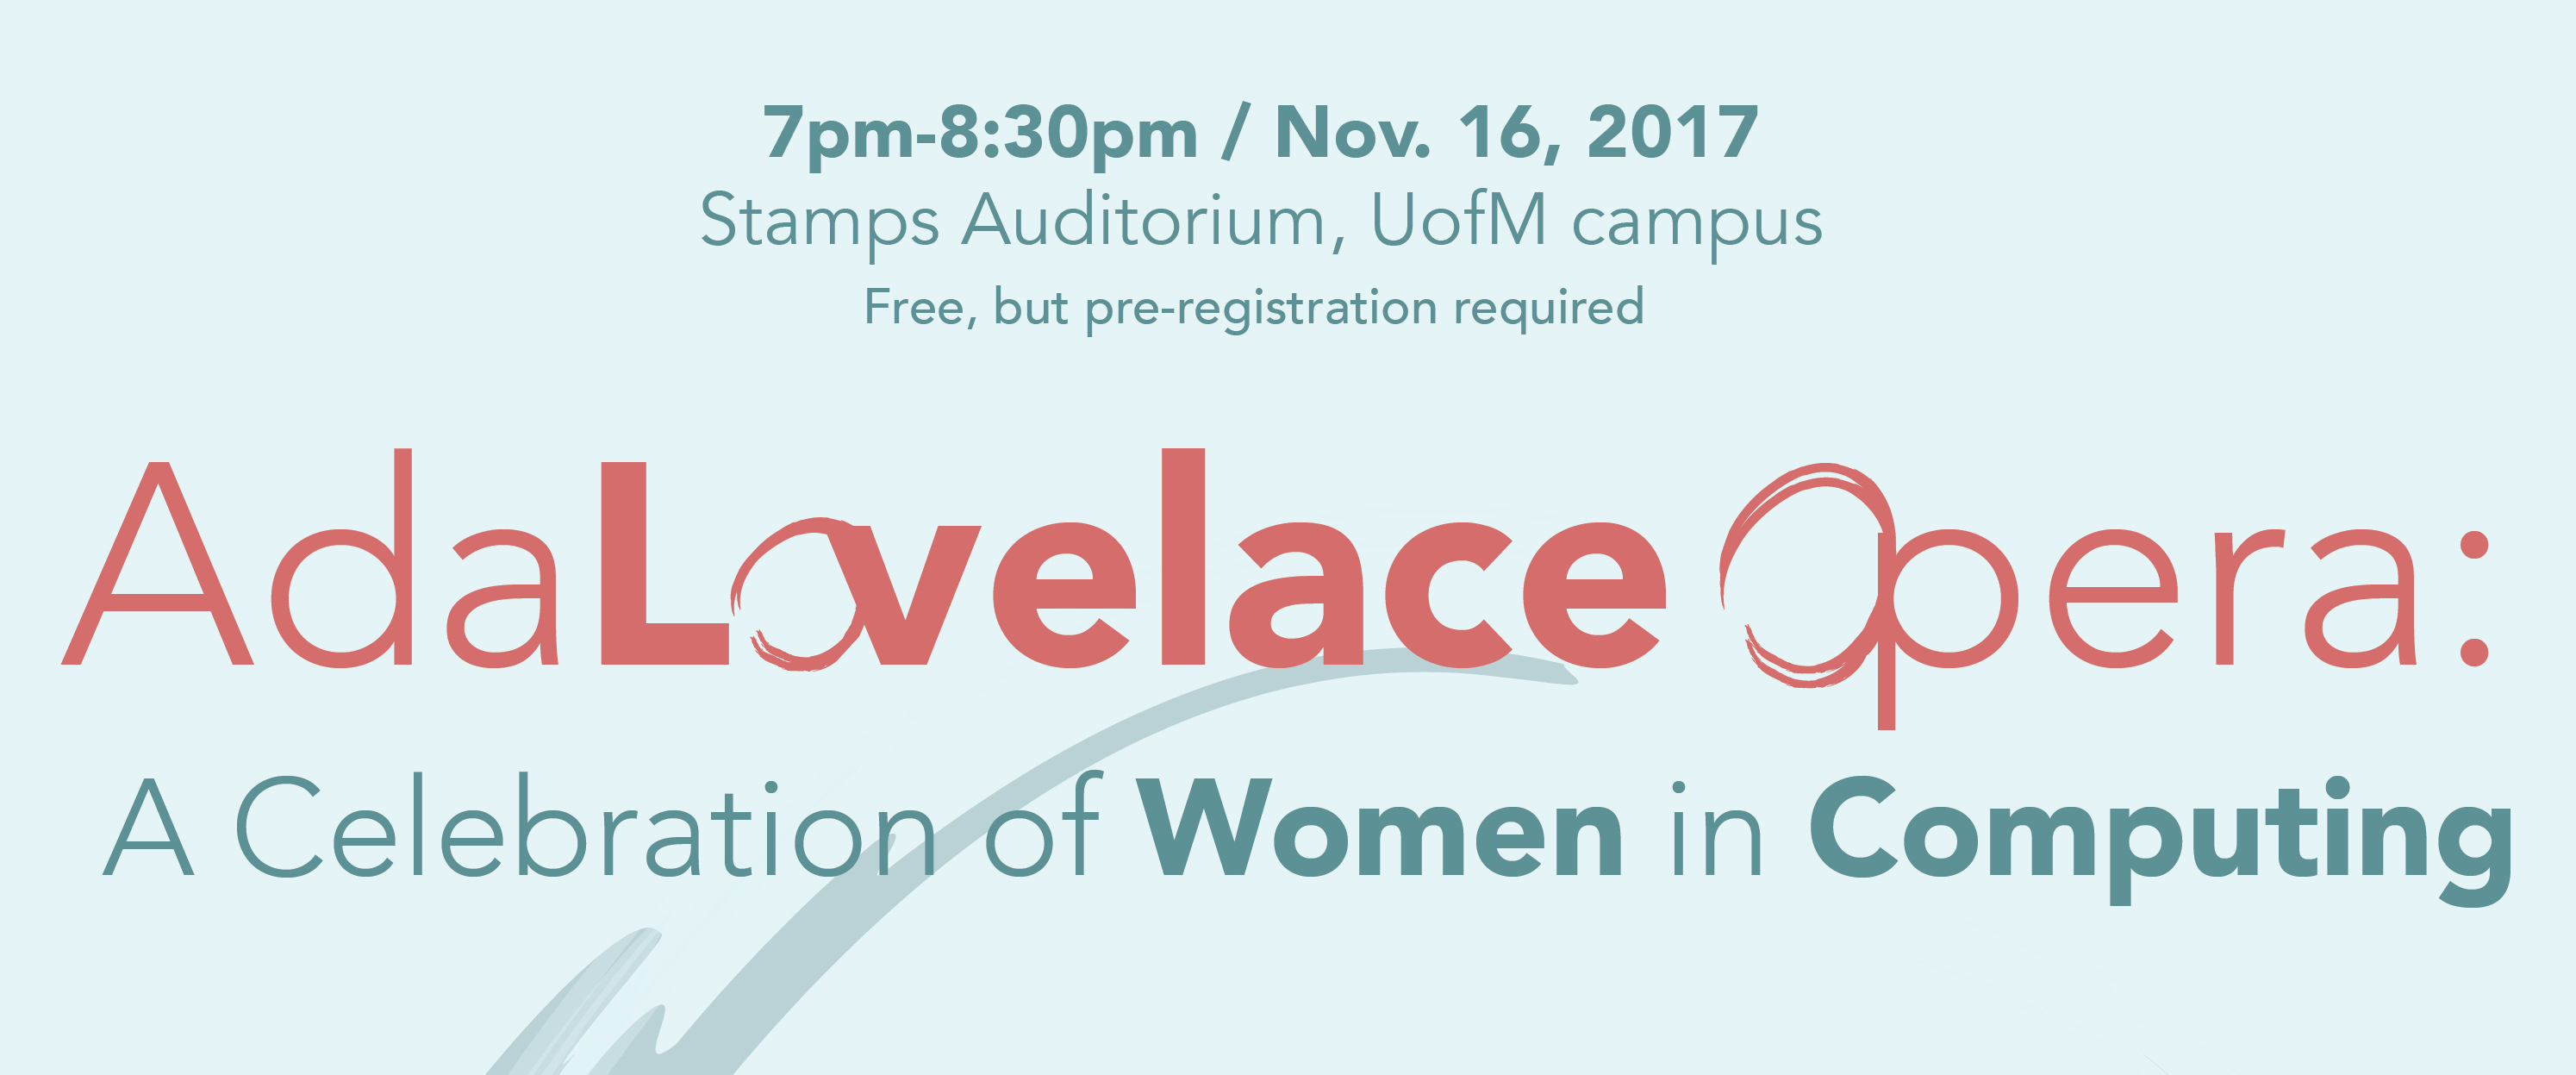 7pm-8:30pm / Nov. 16, 2017
Stamps Auditorium, UofM campus
Free, but pre-registration required
Ada Lovelace Opera:
A Celebration of Women in Computing